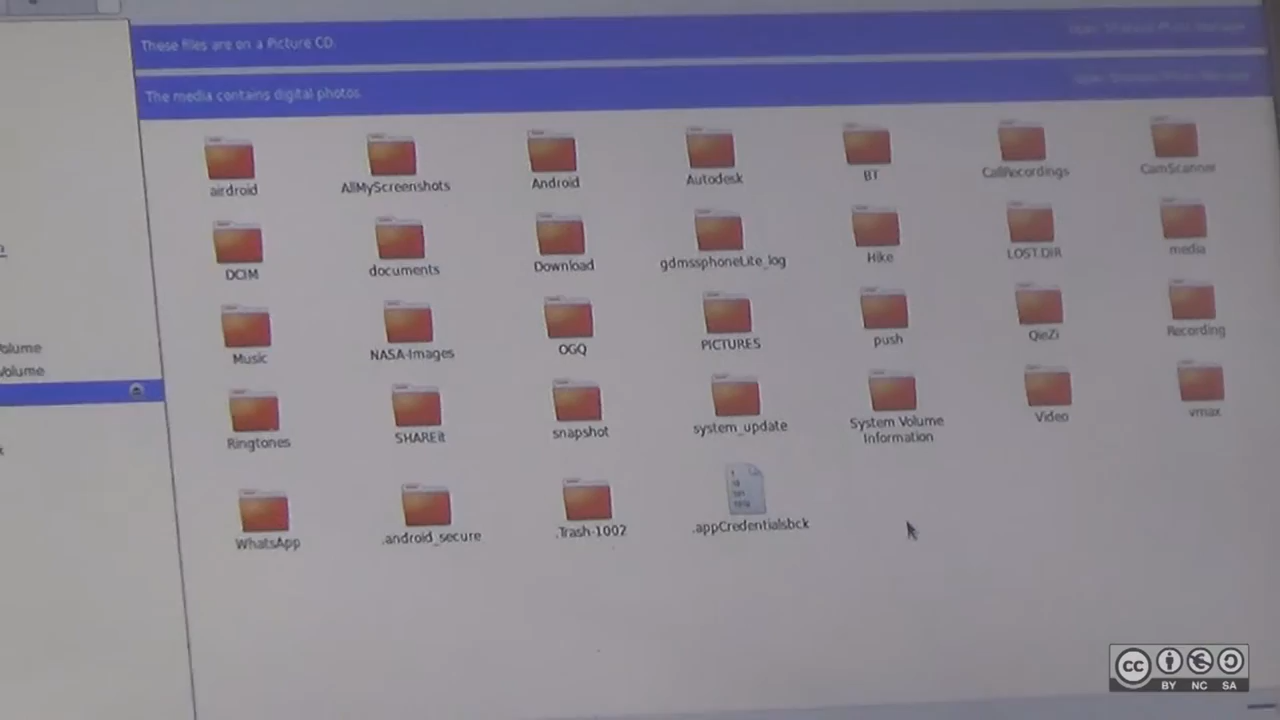 These files are on a Picture CD.
The media contains digital photos.
airdroid
AllMyScreenshots
Android
Autodesk
BT
CallRecordings
CamScanner
DCIM
documents
Download
gdmssphoneLite_log
Hike
LOST.DIR
media
Music
NASA-Images
OGQ
PICTURES
push
QieZi
Recording
Ringtones
SHAREit
snapshot
system_update
System Volume
Information
Video
vmax
WhatsApp
.android_secure
.Trash-1002
.appCredentialsbck
olume
Volume
cc
BY NC SA